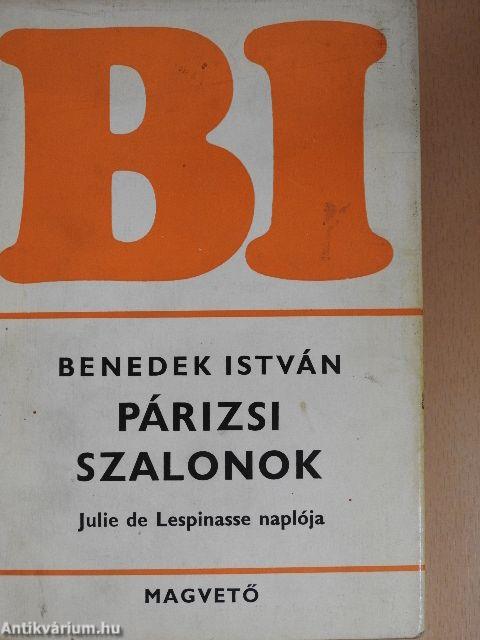 BI
BENEDEK ISTVÁN
PÁRIZSI
SZALONOK
Julie de Lespinasse naplója
MAGVETŐ
Antikvárium.hu